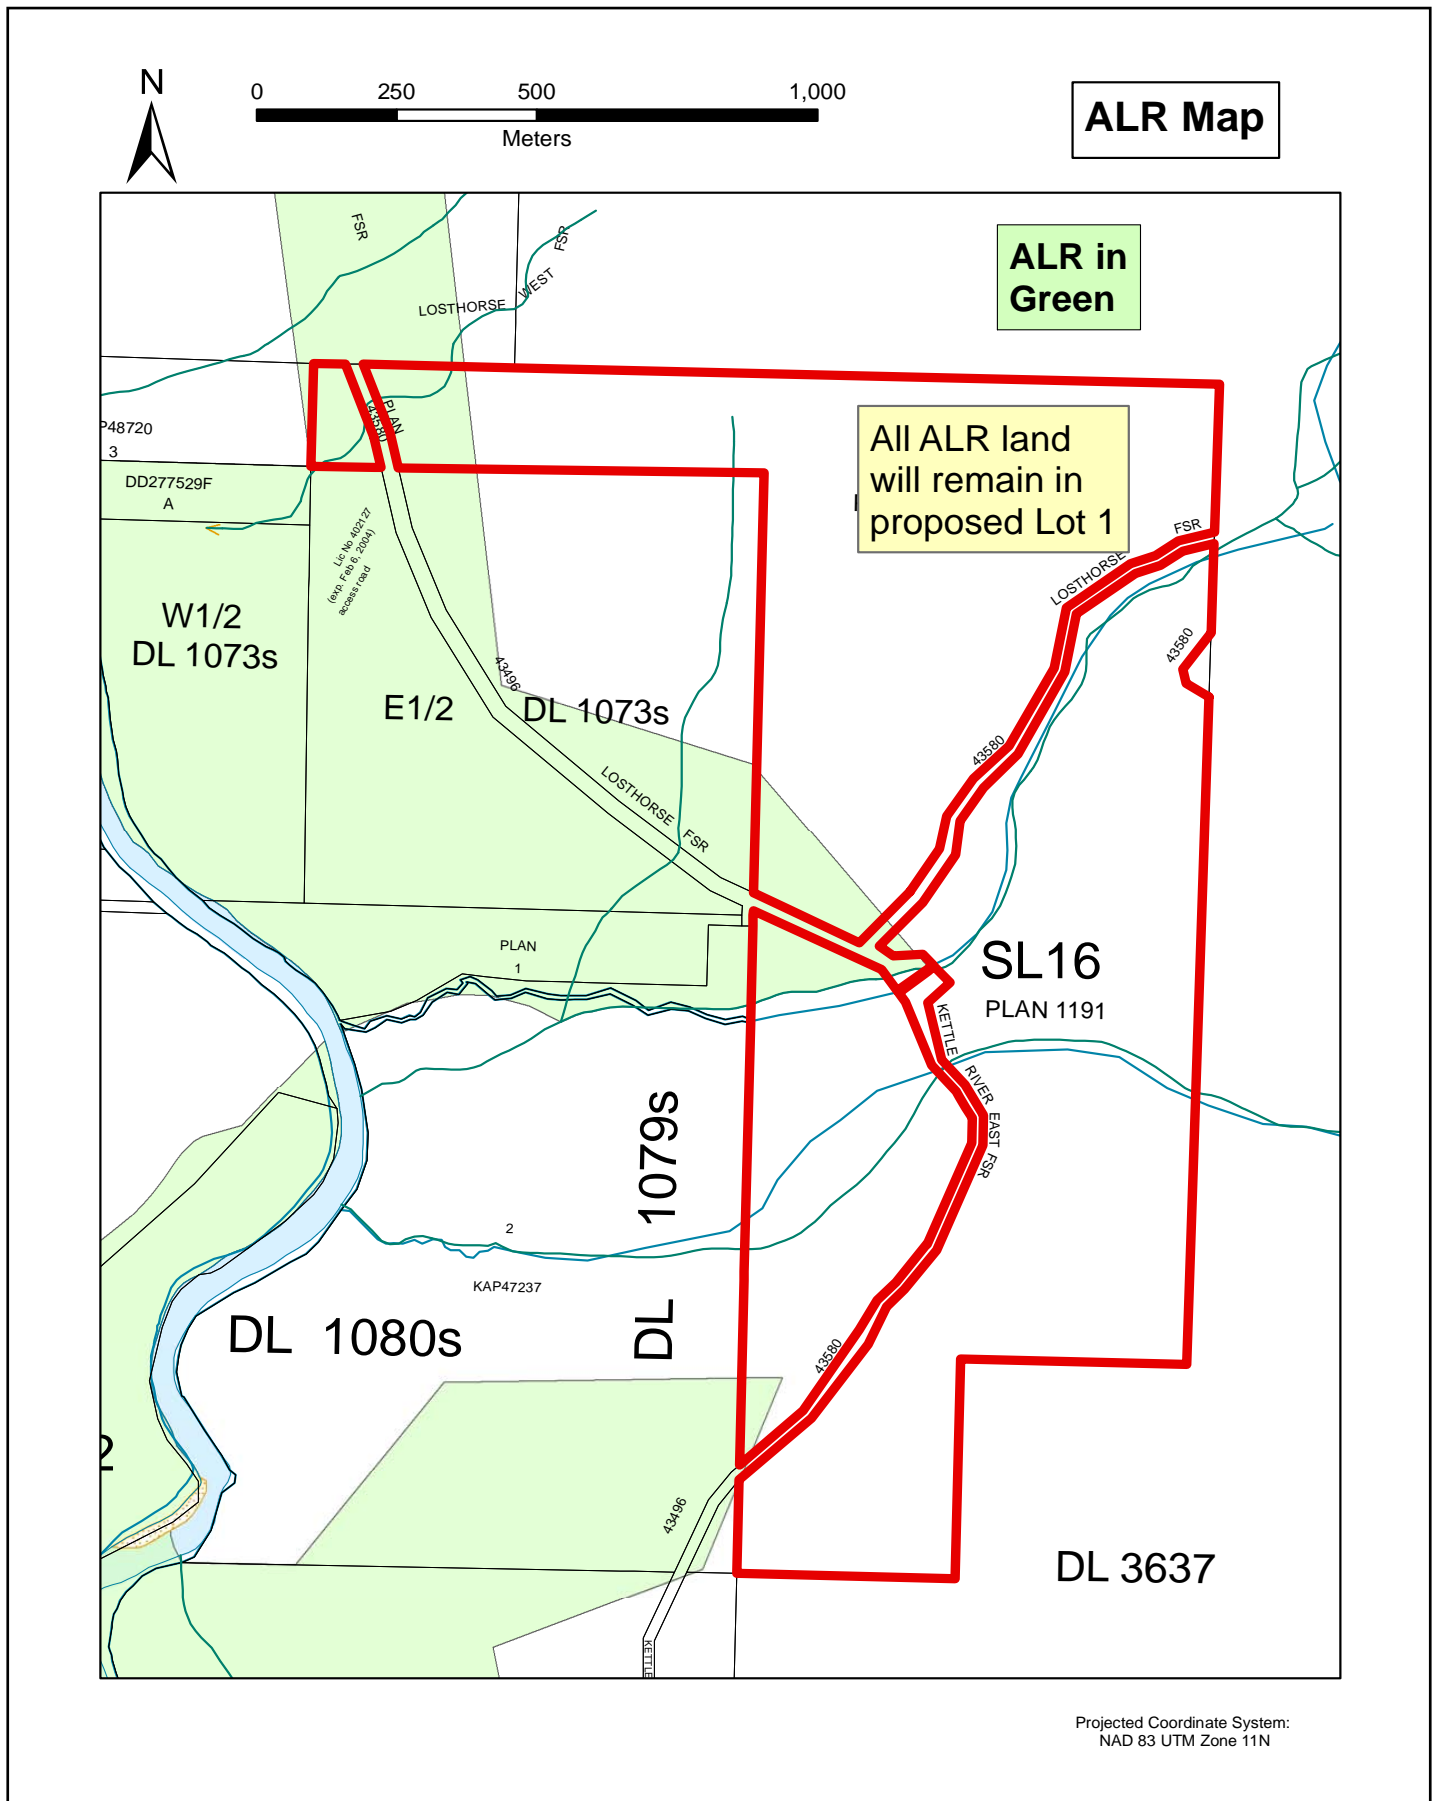 N
0 250 500 1,000
Meters
ALR Map
ALR in
Green
FSR
LOSTHORSE WEST FSR
PLAN
43580
All ALR land
will remain in
proposed Lot 1
P48720
3
DD277529F
A
Lic No 402127
(exp. Feb 6, 2004)
access road
FSR
LOSTHORSE
43580
W1/2
DL 1073s
E1/2
43496
DL 1073s
43580
LOSTHORSE FSR
PLAN
1
SL16
PLAN 1191
KETTLE RIVER EAST FSR
DL 1079s
2
KAP47237
DL 1080s
43580
2
43496
DL 3637
KETTLE
Projected Coordinate System:
NAD 83 UTM Zone 11N